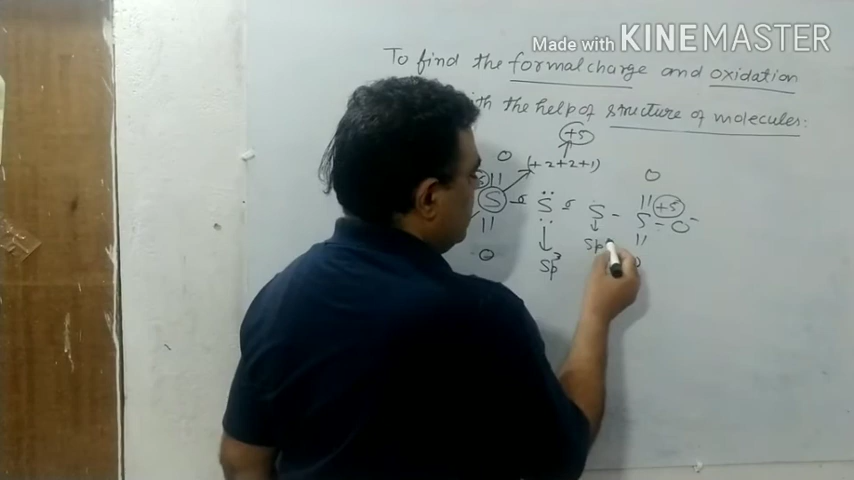 Made with KINEMASTER
To find the formal charge and oxidation
with the help of structure of molecules:
+5
O (+2+2+1) O
S S S S +5
O⁻
O sp³ sp O